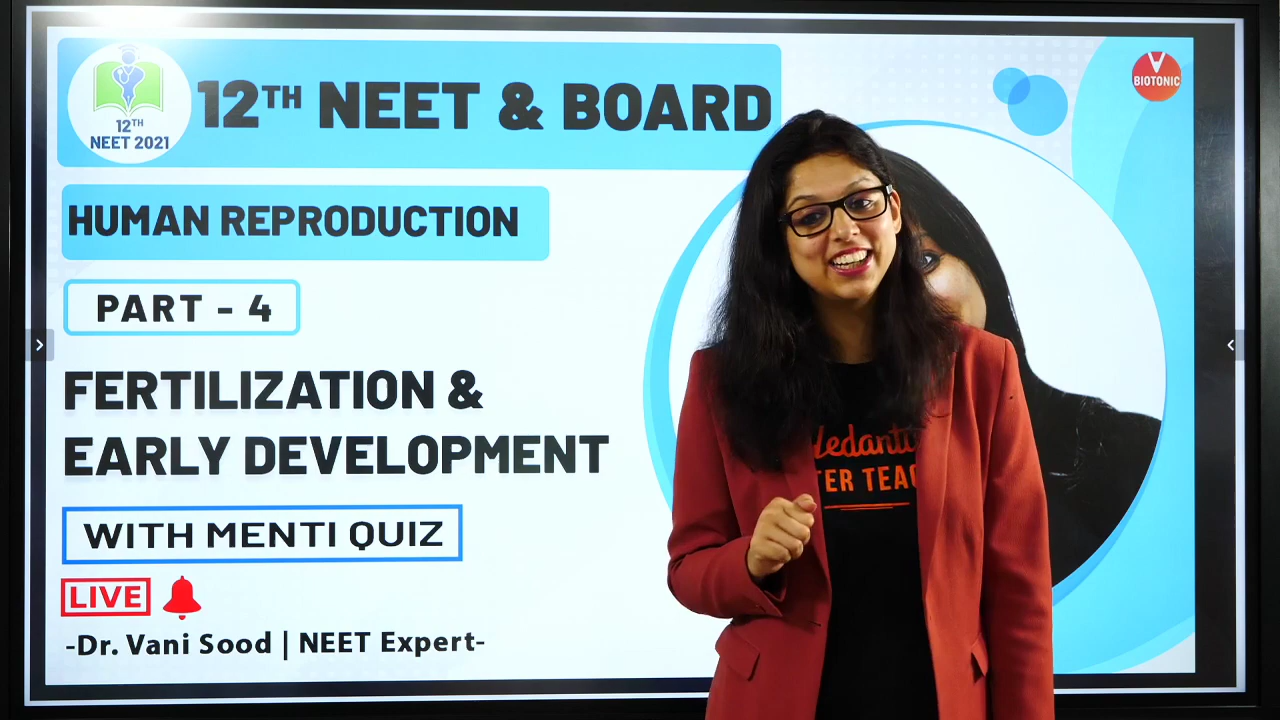 12TH NEET & BOARD
12TH
NEET 2021
V
BIOTONIC
HUMAN REPRODUCTION
PART - 4
FERTILIZATION &
EARLY DEVELOPMENT
WITH MENTI QUIZ
LIVE
-Dr. Vani Sood | NEET Expert-